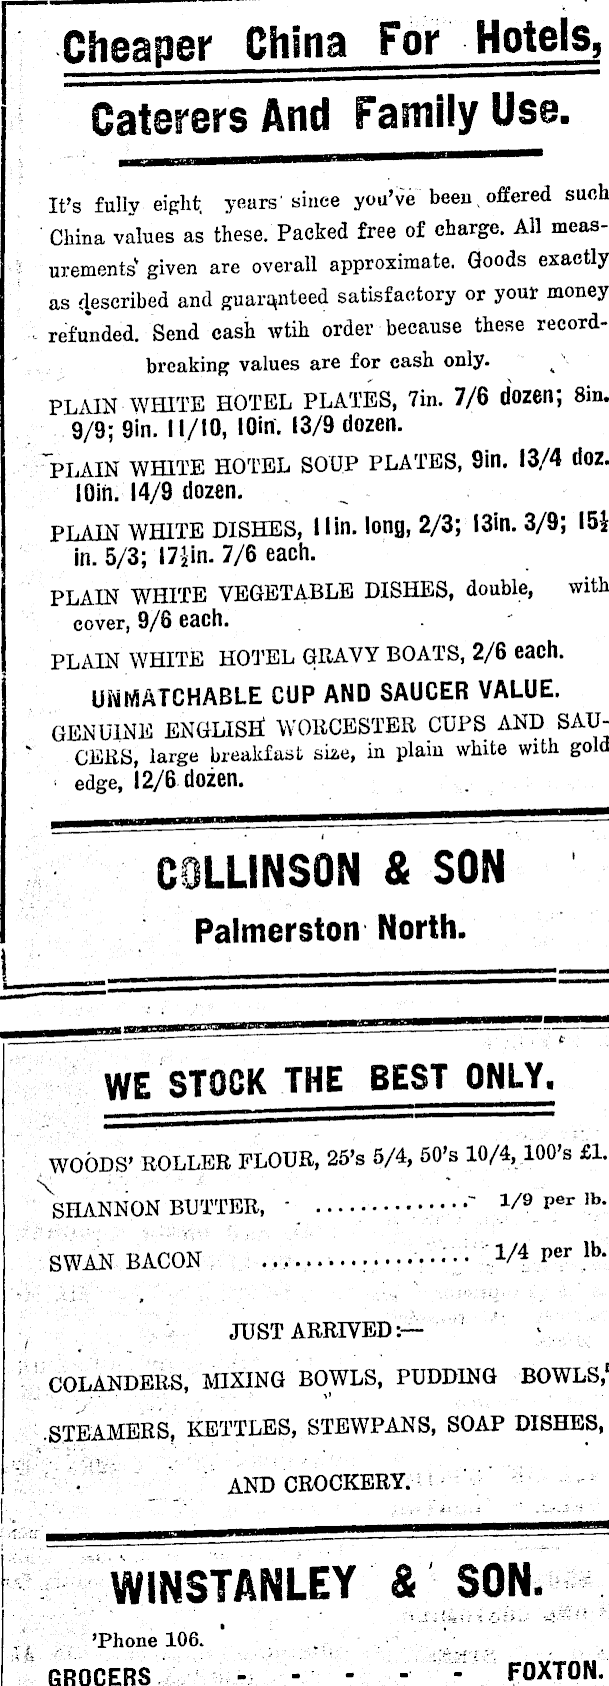 Cheaper China For Hotels,
Caterers And Family Use.
It's fully eight years since you've been offered such
China values as these. Packed free of charge. All meas-
urements given are overall approximate. Goods exactly
as described and guaranteed satisfactory or your money
refunded. Send cash wtih order because these record-
breaking values are for cash only.
PLAIN WHITE HOTEL PLATES, 7in. 7/6 dozen; 8in.
9/9; 9in. 11/10, 10in. 13/9 dozen.
PLAIN WHITE HOTEL SOUP PLATES, 9in. 13/4 doz.
10in. 14/9 dozen.
PLAIN WHITE DISHES, 11in. long, 2/3; 13in. 3/9; 15½
in. 5/3; 17½in. 7/6 each.
PLAIN WHITE VEGETABLE DISHES, double, with
cover, 9/6 each.
PLAIN WHITE HOTEL GRAVY BOATS, 2/6 each.
UNMATCHABLE CUP AND SAUCER VALUE.
GENUINE ENGLISH WORCESTER CUPS AND SAU-
CERS, large breakfast size, in plain white with gold
edge, 12/6 dozen.
COLLINSON & SON
Palmerston North.
WE STOCK THE BEST ONLY.
WOODS' ROLLER FLOUR, 25's 5/4, 50's 10/4, 100's £1.
SHANNON BUTTER, - .............. 1/9 per lb.
SWAN BACON ................... 1/4 per lb.
JUST ARRIVED:—
COLANDERS, MIXING BOWLS, PUDDING BOWLS,
STEAMERS, KETTLES, STEWPANS, SOAP DISHES,
AND CROCKERY.
WINSTANLEY & SON.
'Phone 106.
GROCERS - - - - - FOXTON.